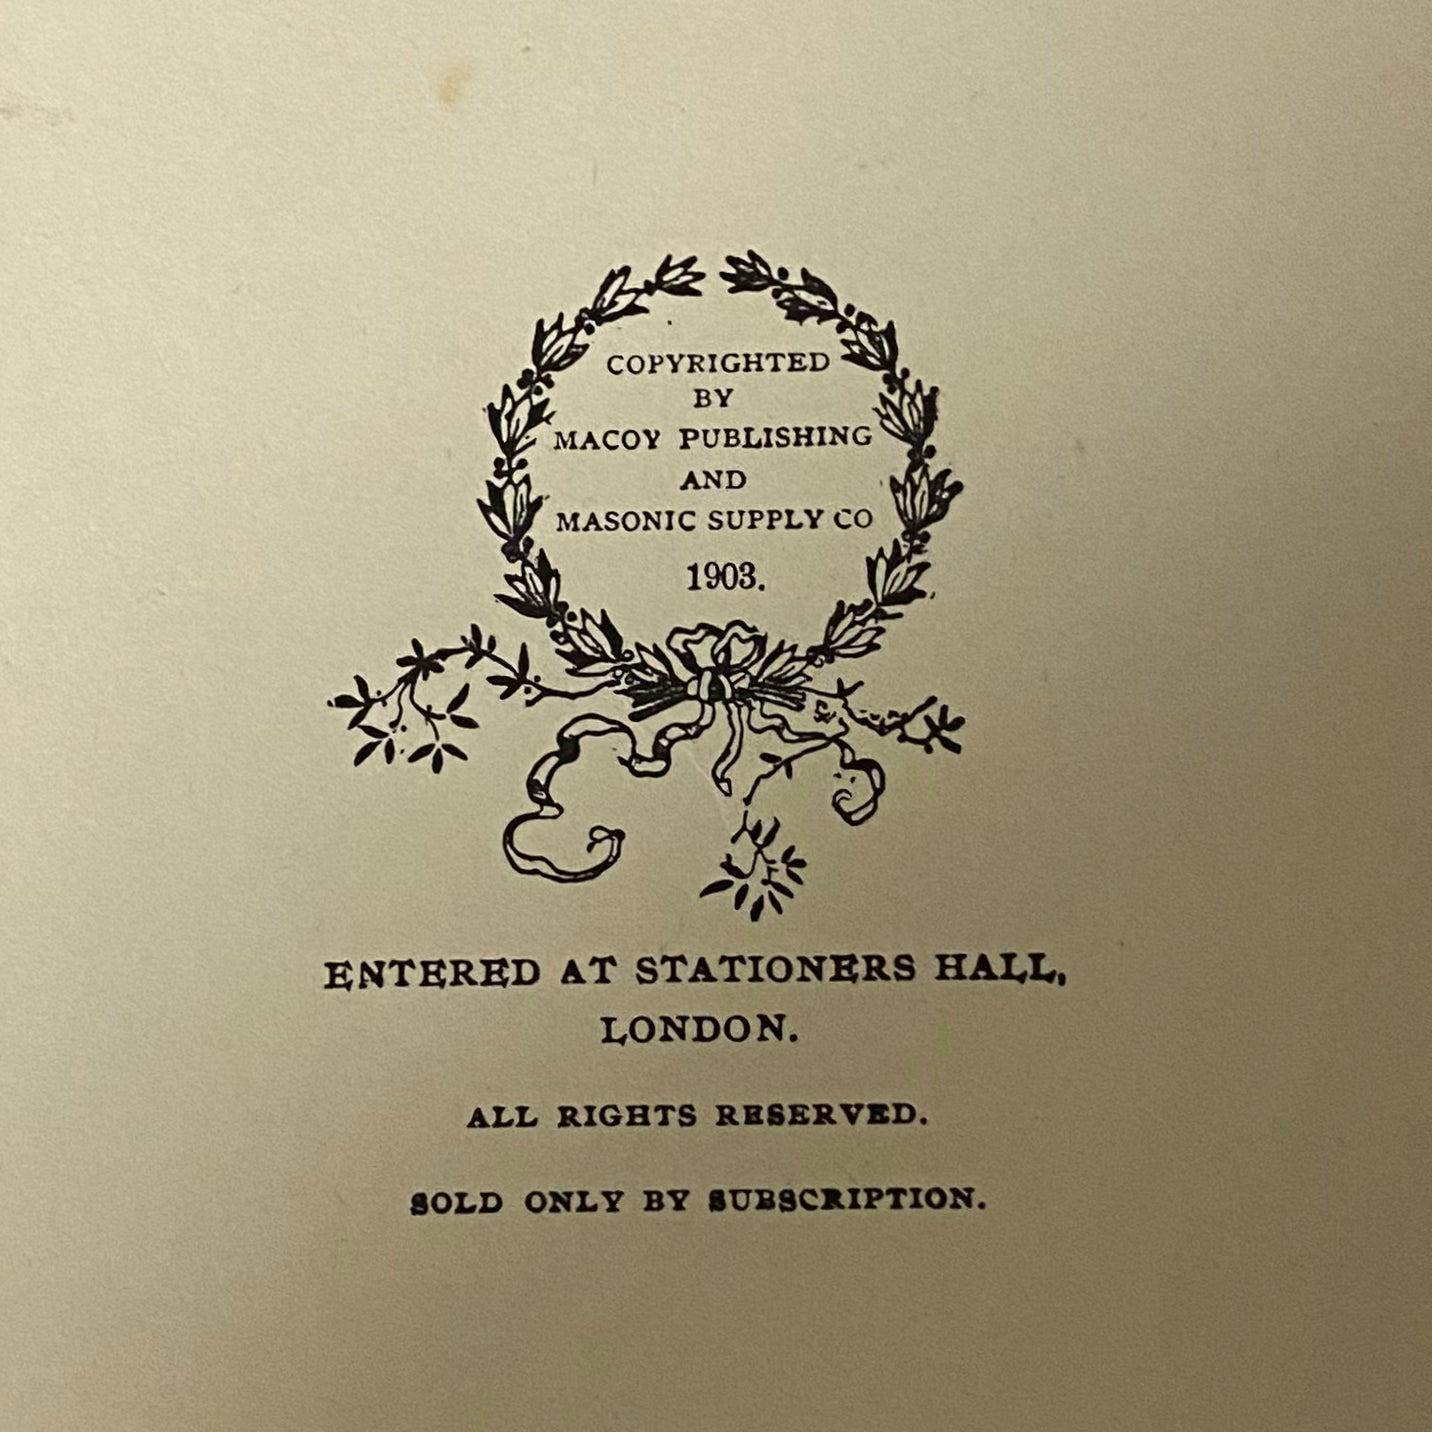 COPYRIGHTED
BY
MACOY PUBLISHING
AND
MASONIC SUPPLY CO
1903.
ENTERED AT STATIONERS HALL,
LONDON.
ALL RIGHTS RESERVED.
SOLD ONLY BY SUBSCRIPTION.